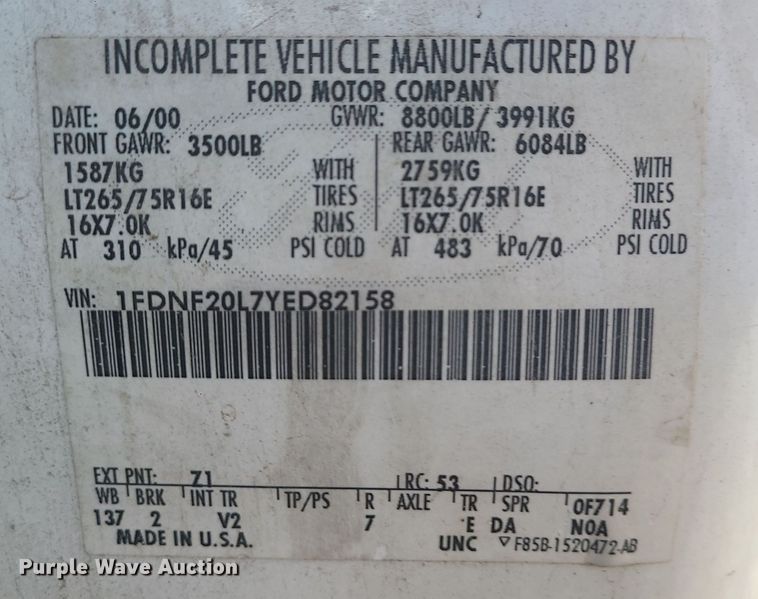 INCOMPLETE VEHICLE MANUFACTURED BY
FORD MOTOR COMPANY
DATE: 06/00 GVWR: 8800LB/ 3991KG
FRONT GAWR: 3500LB REAR GAWR: 6084LB
1587KG WITH 2759KG WITH
LT265/75R16E TIRES LT265/75R16E TIRES
16X7.0K RIMS 16X7.0K RIMS
AT 310 kPa/45 PSI COLD AT 483 kPa/70 PSI COLD
VIN: 1FDNF20L7YED82158
EXT PNT: Z1 RC: 53 DSO:
WB BRK INT TR TP/PS R AXLE TR SPR 0F714
137 2 V2 7 E DA NOA
MADE IN U.S.A. UNC F85B-1520472-AB
Purple Wave Auction